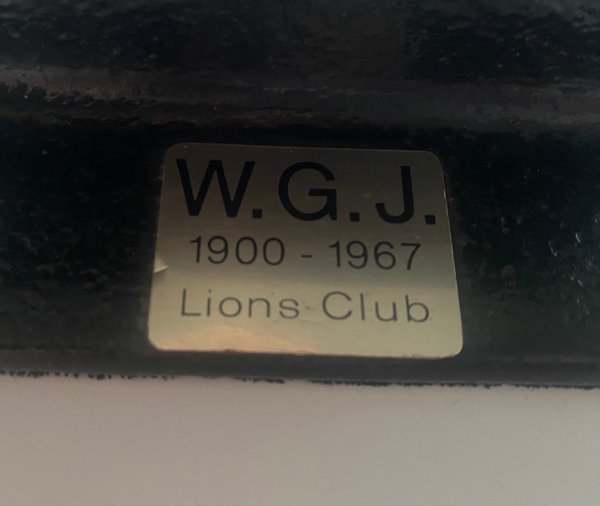 W. G. J.
1900 - 1967
Lions Club